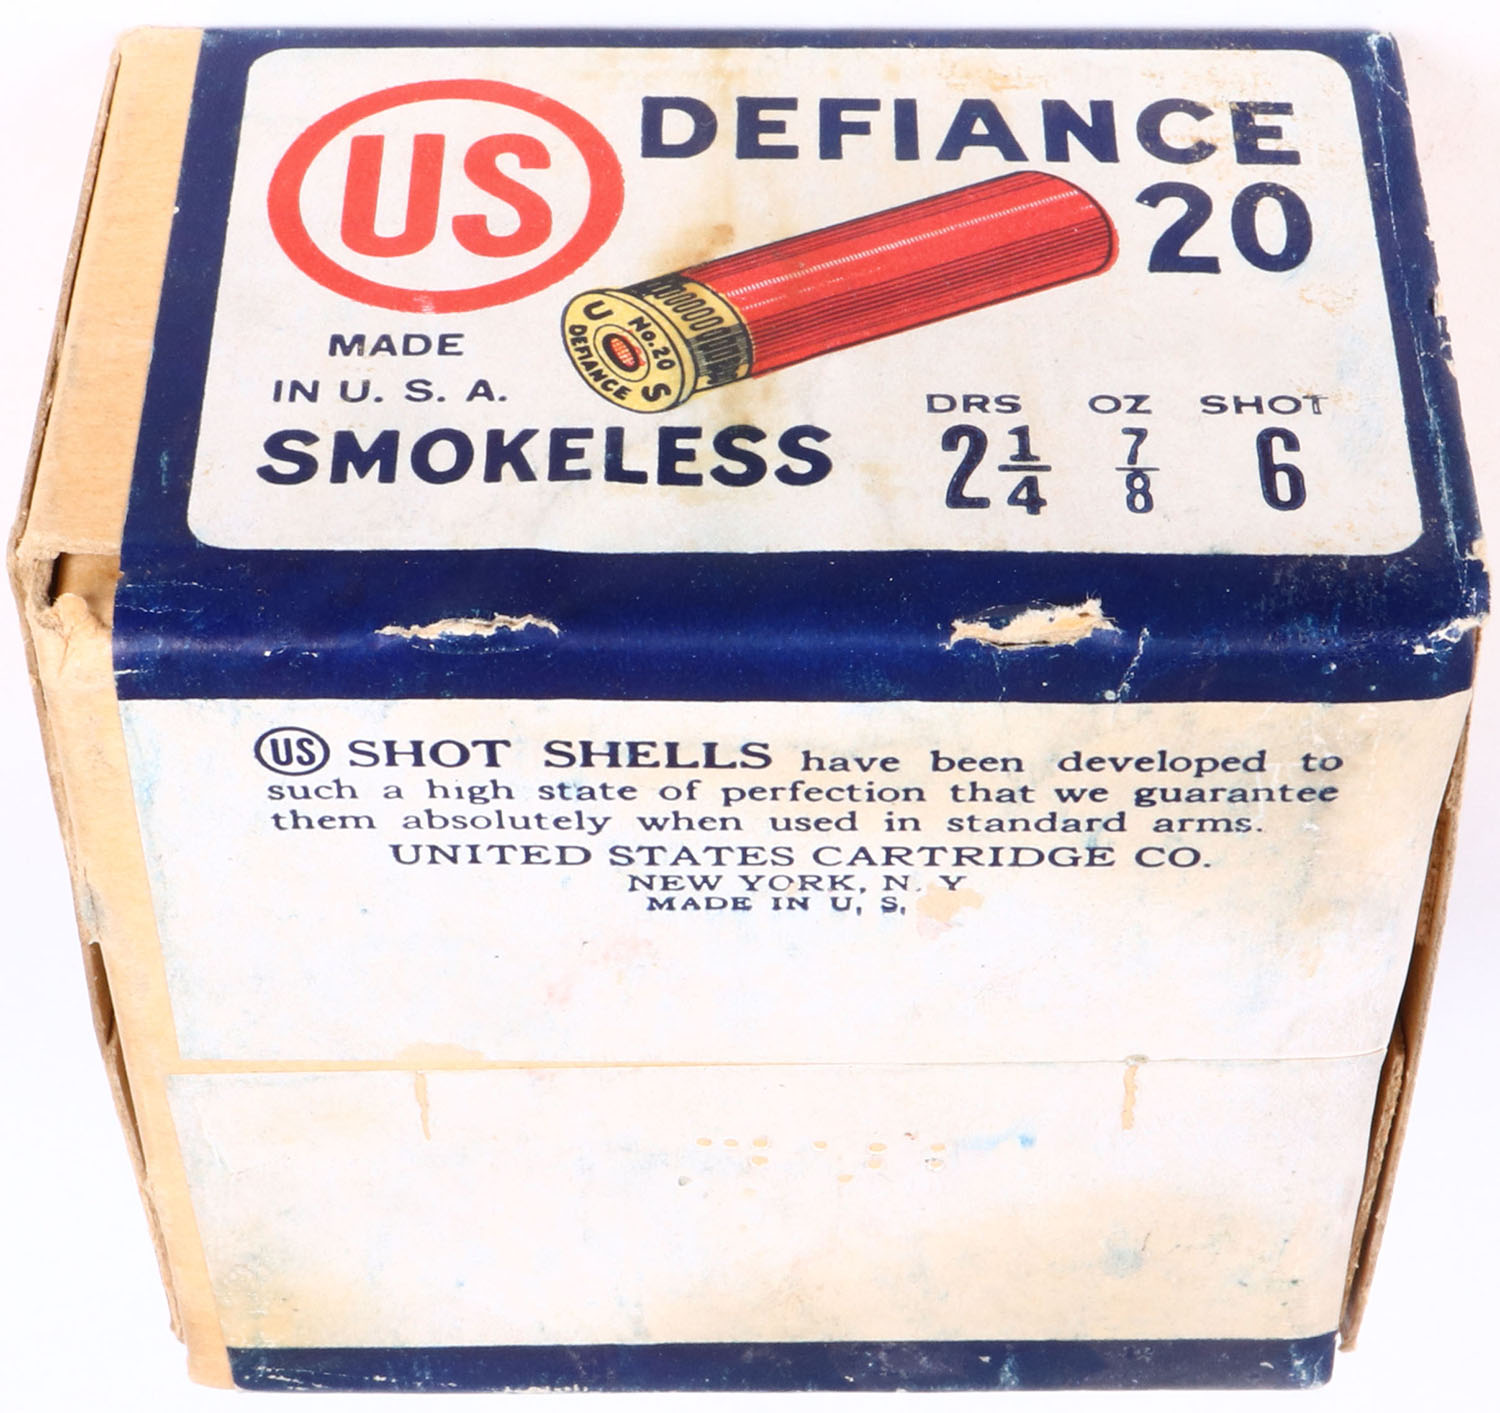 US
DEFIANCE
20
MADE
IN U. S. A.
U No. 20 S
DEFIANCE
SMOKELESS
DRS OZ SHOT
2 1/4 7/8 6
US SHOT SHELLS have been developed to
such a high state of perfection that we guarantee
them absolutely when used in standard arms.
UNITED STATES CARTRIDGE CO.
NEW YORK, N. Y
MADE IN U. S.